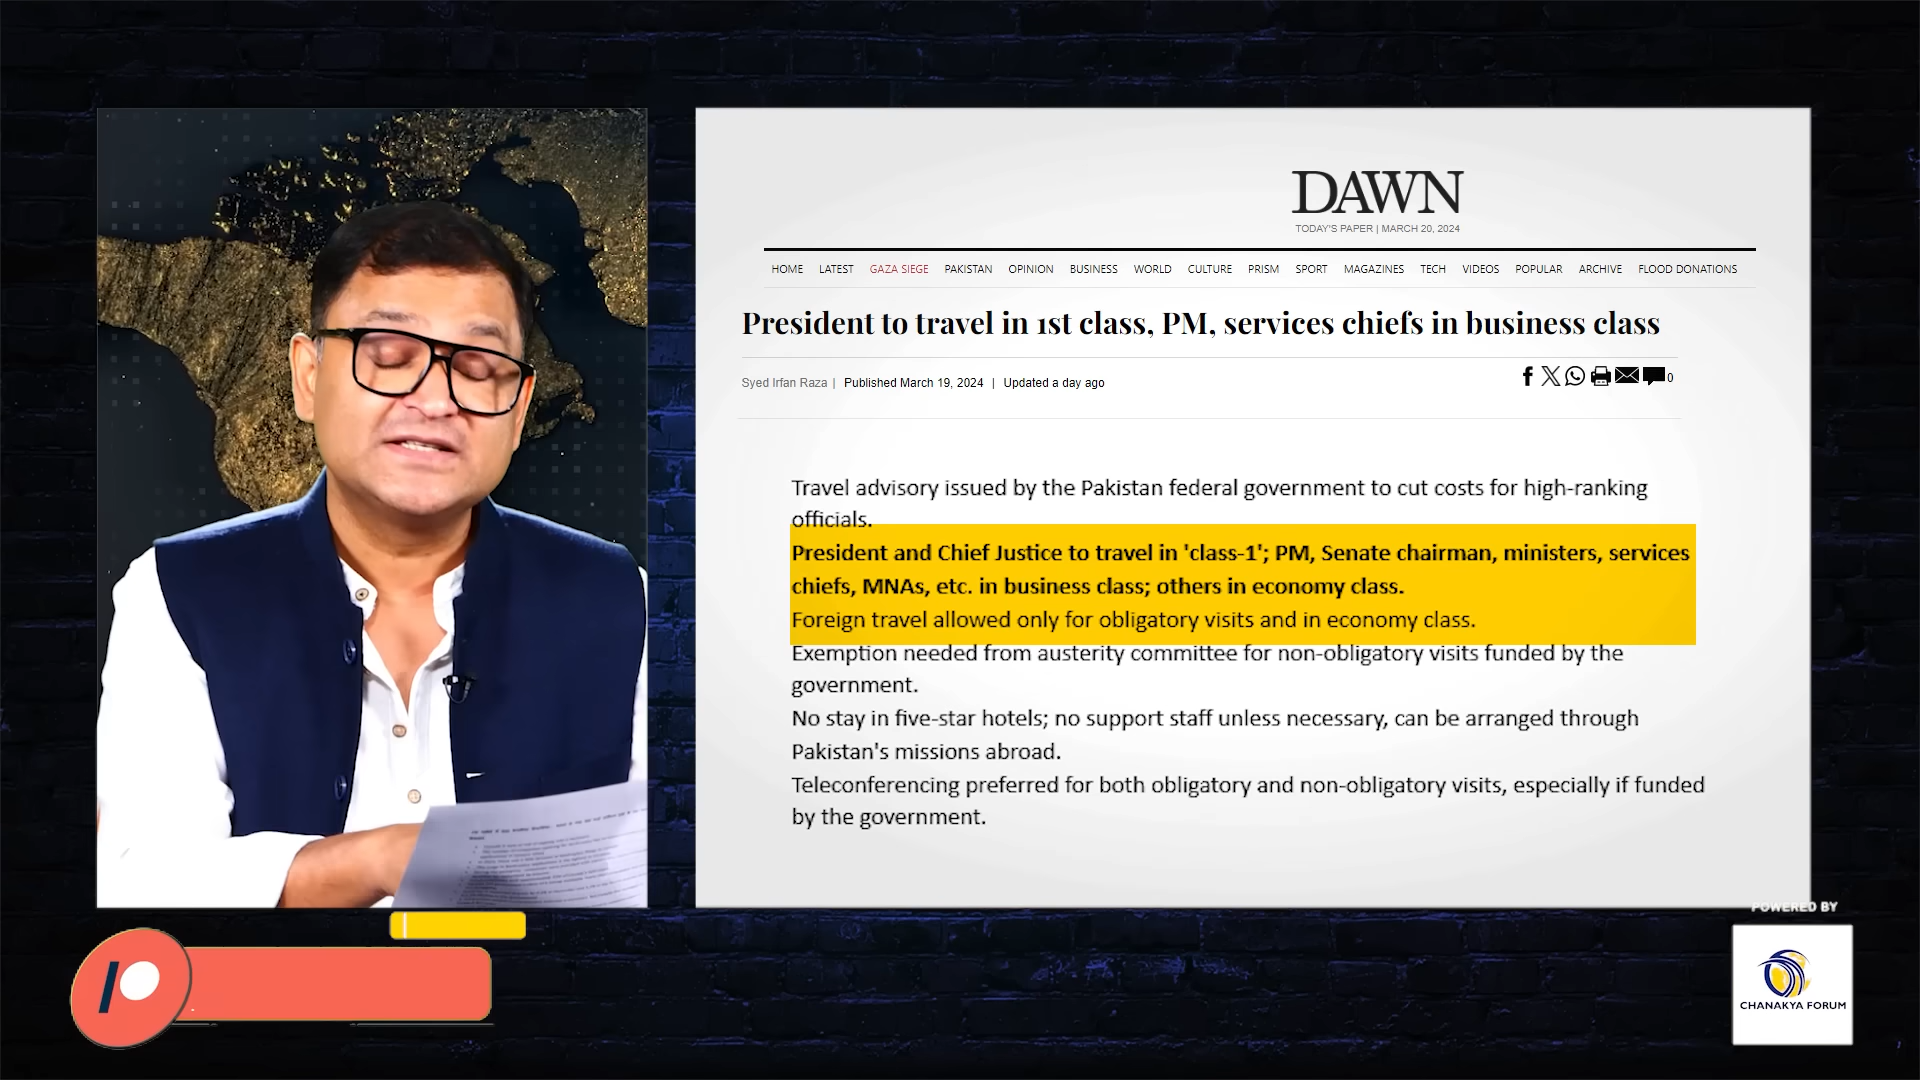 DAWN
TODAY'S PAPER | MARCH 20, 2024
HOME LATEST GAZA SIEGE PAKISTAN OPINION BUSINESS WORLD CULTURE PRISM SPORT MAGAZINES TECH VIDEOS POPULAR ARCHIVE FLOOD DONATIONS
President to travel in 1st class, PM, services chiefs in business class
Syed Irfan Raza | Published March 19, 2024 | Updated a day ago
0
Travel advisory issued by the Pakistan federal government to cut costs for high-ranking
officials.
President and Chief Justice to travel in 'class-1'; PM, Senate chairman, ministers, services
chiefs, MNAs, etc. in business class; others in economy class.
Foreign travel allowed only for obligatory visits and in economy class.
Exemption needed from austerity committee for non-obligatory visits funded by the
government.
No stay in five-star hotels; no support staff unless necessary, can be arranged through
Pakistan's missions abroad.
Teleconferencing preferred for both obligatory and non-obligatory visits, especially if funded
by the government.
POWERED BY
CHANAKYA FORUM